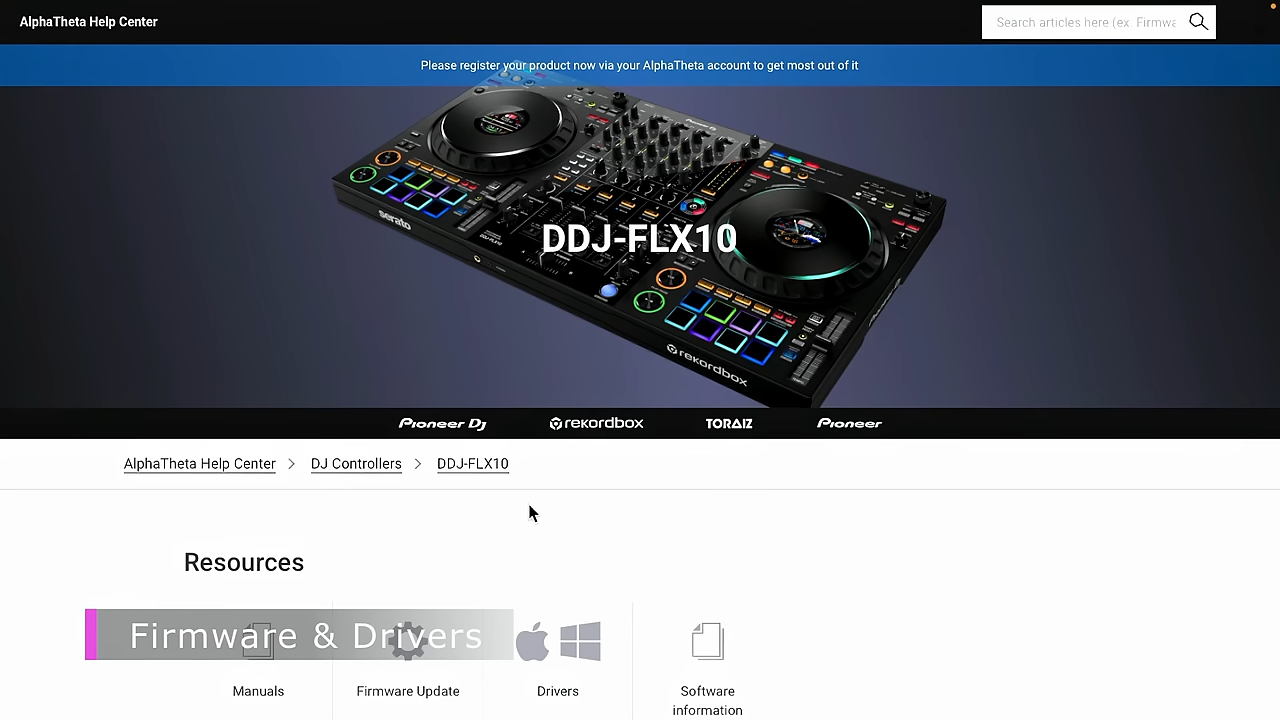 AlphaTheta Help Center
Search articles here (ex. Firmwa
Please register your product now via your AlphaTheta account to get most out of it
serato
DDJ-FLX10
rekordbox
Pioneer Dj
rekordbox
TORAIZ
Pioneer
AlphaTheta Help Center
DJ Controllers
DDJ-FLX10
Resources
Firmware & Drivers
Manuals
Firmware Update
Drivers
Software
information